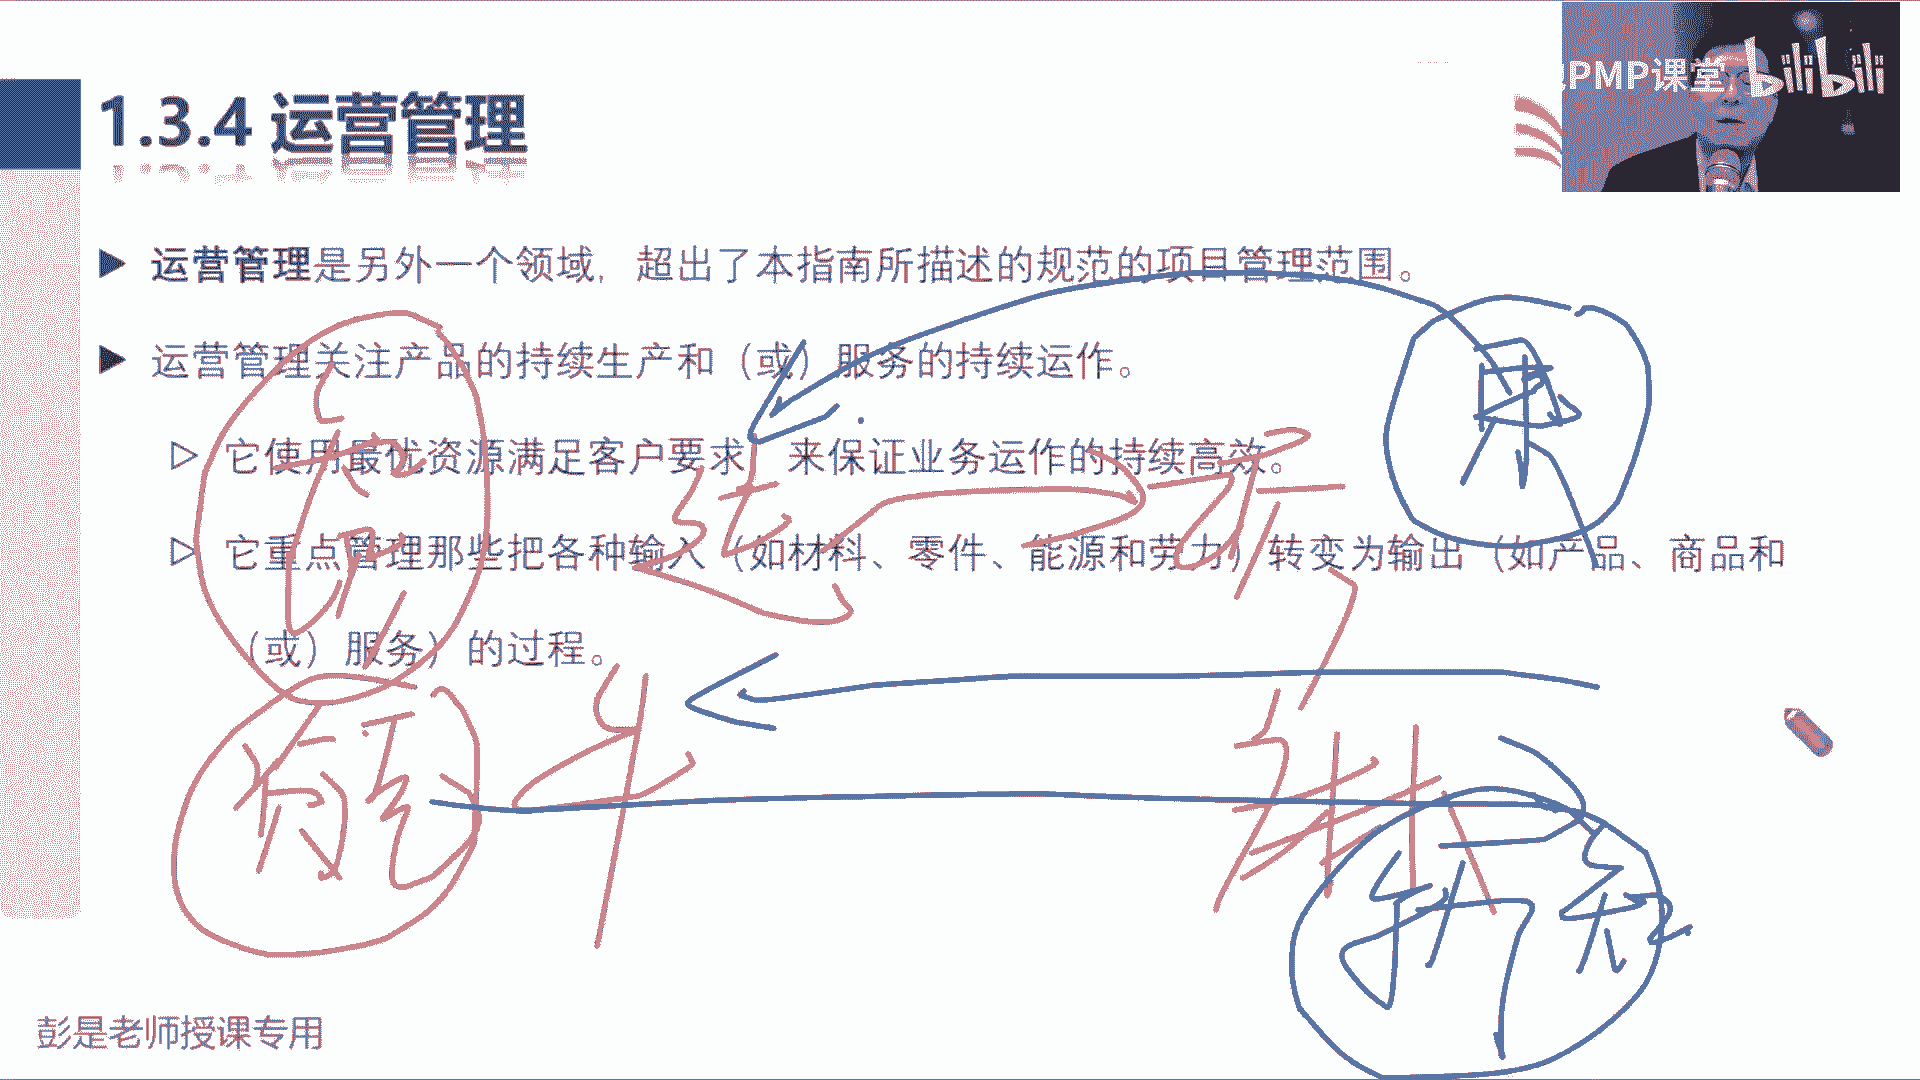 PMP课堂 bilibili
1.3.4 运营管理
运营管理是另外一个领域，超出了本指南所描述的规范的项目管理范围。
运营管理关注产品的持续生产和（或）服务的持续运作。
它使用最优资源满足客户要求，来保证业务运作的持续高效。
它重点管理那些把各种输入（如材料、零件、能源和劳力）转变为输出（如产品、商品和
（或）服务）的过程。
彭是老师授课专用